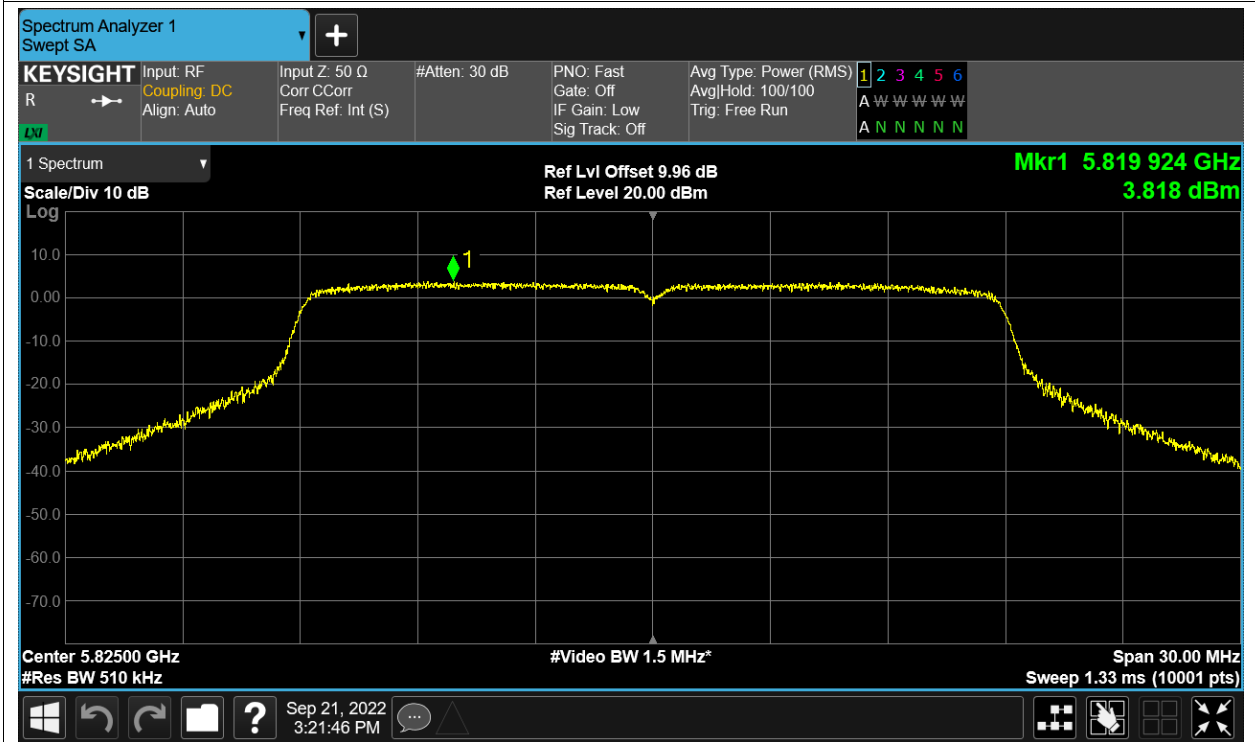 Spectrum Analyzer 1
Swept SA
KEYSIGHT
R
LXI
Input: RF
Coupling: DC
Align: Auto
Input Z: 50 Ω
Corr CCorr
Freq Ref: Int (S)
#Atten: 30 dB
PNO: Fast
Gate: Off
IF Gain: Low
Sig Track: Off
Avg Type: Power (RMS)
Avg|Hold: 100/100
Trig: Free Run
1 2 3 4 5 6
A W W W W W
A N N N N N
1 Spectrum
Scale/Div 10 dB
Log
Ref Lvl Offset 9.96 dB
Ref Level 20.00 dBm
Mkr1 5.819 924 GHz
3.818 dBm
1
10.0
0.00
-10.0
-20.0
-30.0
-40.0
-50.0
-60.0
-70.0
Center 5.82500 GHz
#Res BW 510 kHz
#Video BW 1.5 MHz*
Span 30.00 MHz
Sweep 1.33 ms (10001 pts)
?
Sep 21, 2022
3:21:46 PM